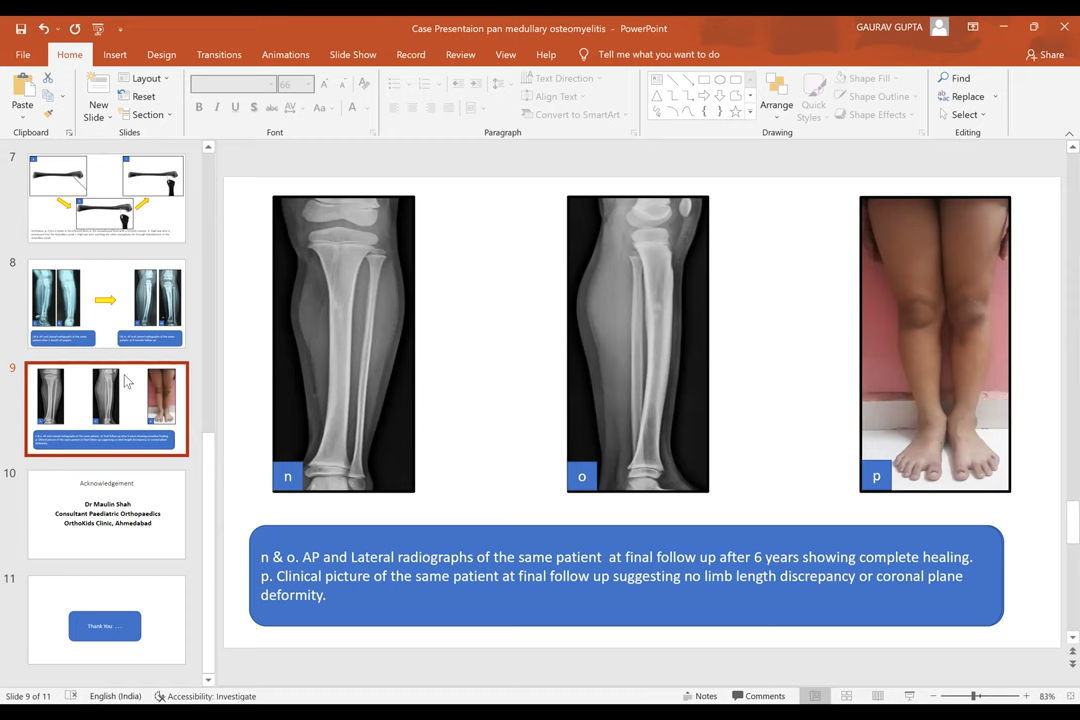 Case Presentaion pan medullary osteomyelitis - PowerPoint
GAURAV GUPTA
File Home Insert Design Transitions Animations Slide Show Record Review View Help Tell me what you want to do Share
Paste
Clipboard
New Slide
Layout
Reset
Section
Slides
66
B I U S abc AV Aa A
Font
Text Direction
Align Text
Convert to SmartArt
Paragraph
Arrange
Quick Styles
Shape Fill
Shape Outline
Shape Effects
Drawing
Find
Replace
Select
Editing
7
8
9
10
Acknowledgement
Dr Maulin Shah
Consultant Paediatric Orthopaedics
OrthoKids Clinic, Ahmedabad
11
Thank You .....
n
o
p
n & o. AP and Lateral radiographs of the same patient at final follow up after 6 years showing complete healing.
p. Clinical picture of the same patient at final follow up suggesting no limb length discrepancy or coronal plane
deformity.
Slide 9 of 11 English (India) Accessibility: Investigate Notes Comments 83%